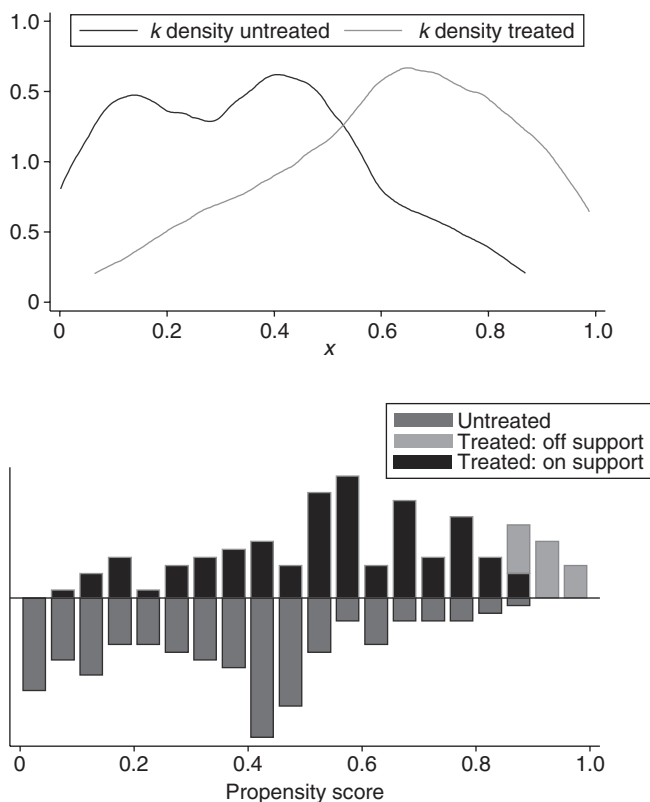 1.0
k density untreated k density treated
0.5
1.0
0.5
0
0 0.2 0.4 0.6 0.8 1.0
x
Untreated
Treated: off support
Treated: on support
0 0.2 0.4 0.6 0.8 1.0
Propensity score